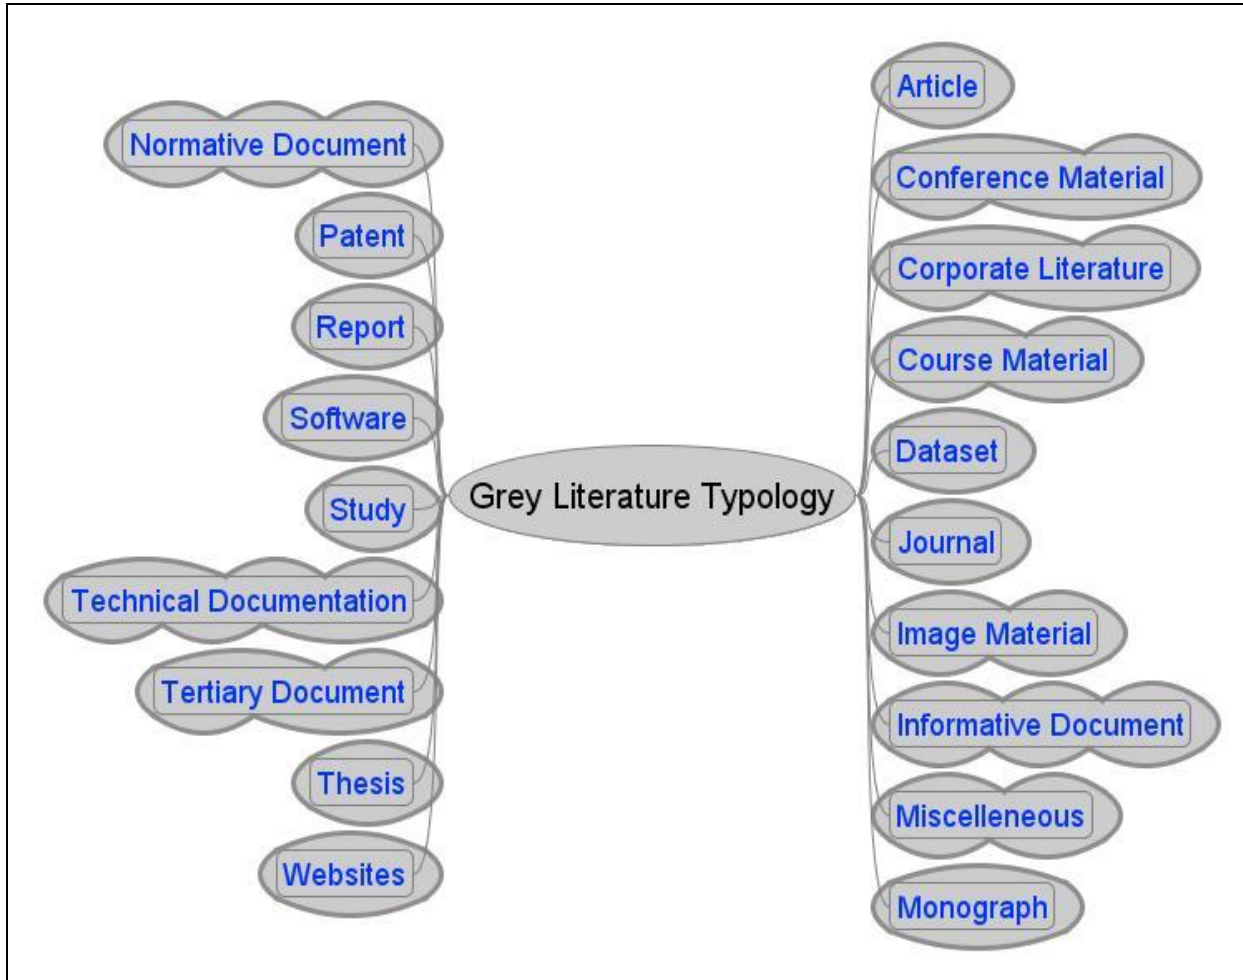 Article
Normative Document
Conference Material
Patent
Corporate Literature
Report
Course Material
Software
Dataset
Grey Literature Typology
Study
Journal
Technical Documentation
Image Material
Tertiary Document
Informative Document
Thesis
Miscelleneous
Websites
Monograph